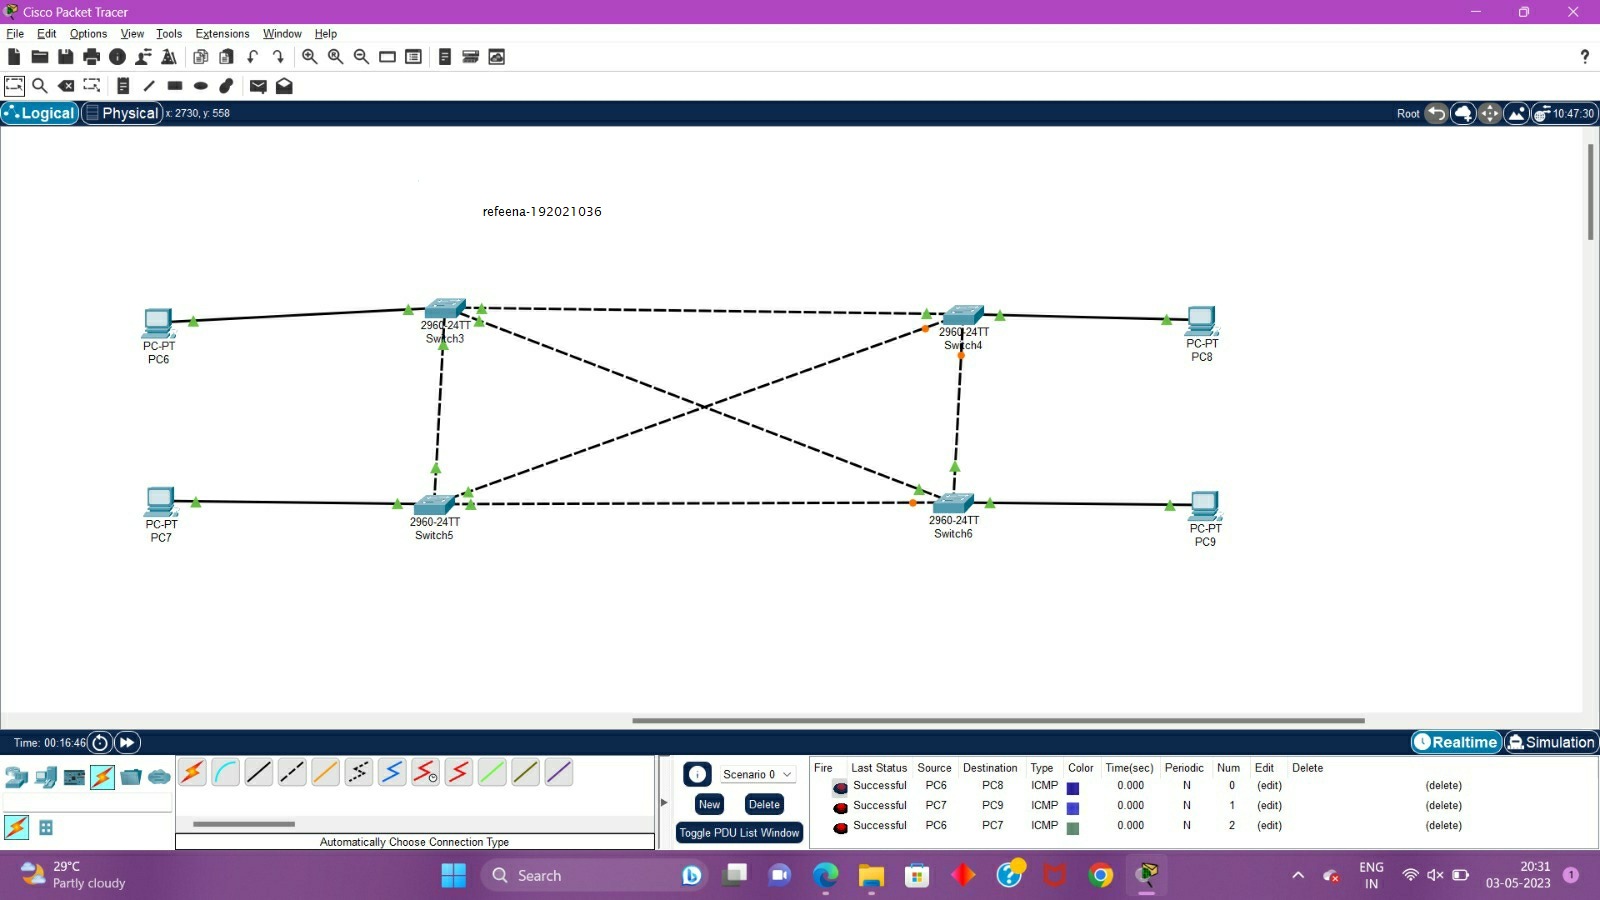 Cisco Packet Tracer
File Edit Options View Tools Extensions Window Help
?
Logical Physical x: 2730, y: 558 Root 10:47:30
refeena-192021036
2960-24TT
Switch3
2960-24TT
Switch4
PC-PT
PC6
PC-PT
PC8
PC-PT
PC7
2960-24TT
Switch5
2960-24TT
Switch6
PC-PT
PC9
Time: 00:16:46 Realtime Simulation
Scenario 0
New Delete
Toggle PDU List Window
Automatically Choose Connection Type
Fire Last Status Source Destination Type Color Time(sec) Periodic Num Edit Delete
Successful PC6 PC8 ICMP 0.000 N 0 (edit) (delete)
Successful PC7 PC9 ICMP 0.000 N 1 (edit) (delete)
Successful PC6 PC7 ICMP 0.000 N 2 (edit) (delete)
29°C
Partly cloudy
Search
ENG
IN
20:31
03-05-2023
1